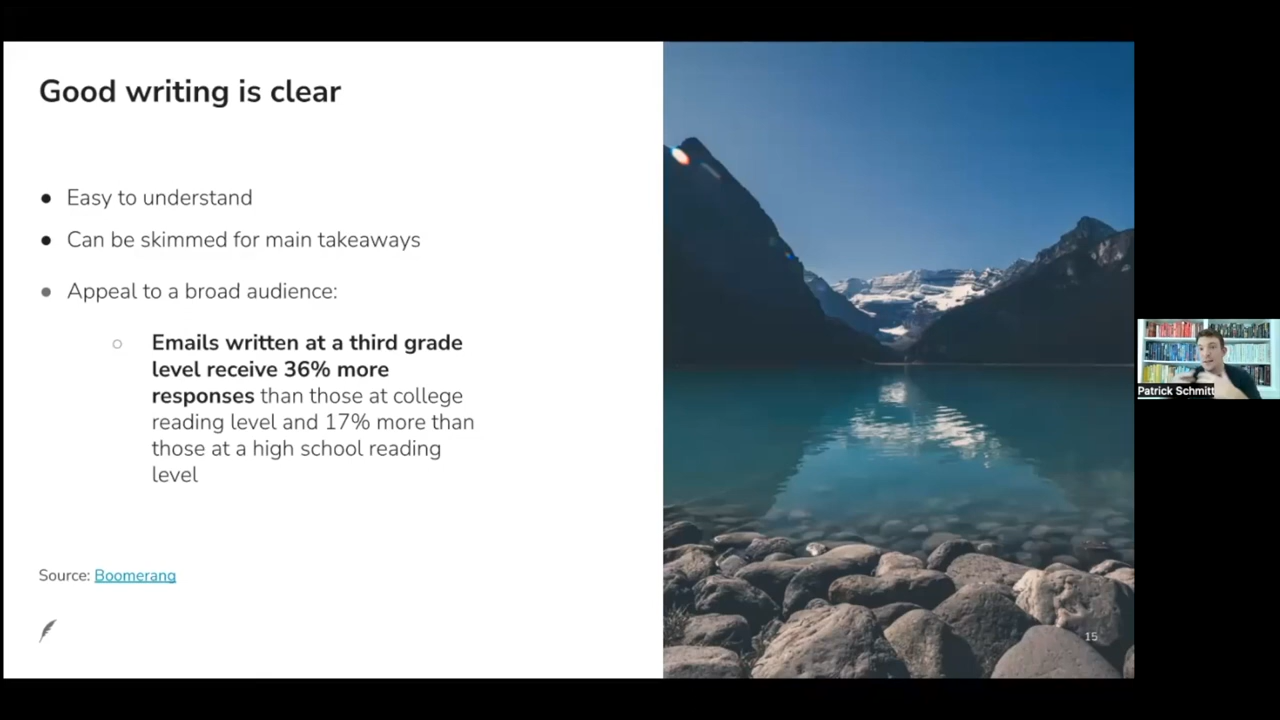 Good writing is clear
● Easy to understand
● Can be skimmed for main takeaways
● Appeal to a broad audience:
○ Emails written at a third grade
level receive 36% more
responses than those at college
reading level and 17% more than
those at a high school reading
level
Source: Boomerang
15
Patrick Schmitt